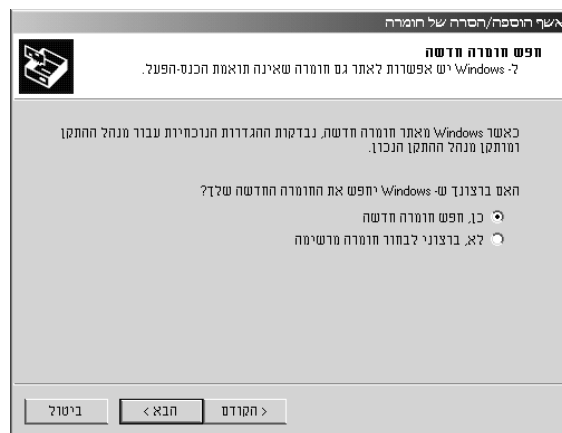 אשף הוספה/הסרה של חומרה
חפש חומרה חדשה
ל- Windows יש אפשרות לאתר גם חומרה שאינה תואמת הכנס-הפעל.
כאשר Windows מאתר חומרה חדשה, נבדקות ההגדרות הנוכחיות עבור מנהל ההתקן
ומותקן מנהל ההתקן הנכון.
האם ברצונך ש- Windows יחפש את החומרה החדשה שלך?
כן, חפש חומרה חדשה
לא, ברצוני לבחור חומרה מרשימה
< הקודם
הבא >
ביטול